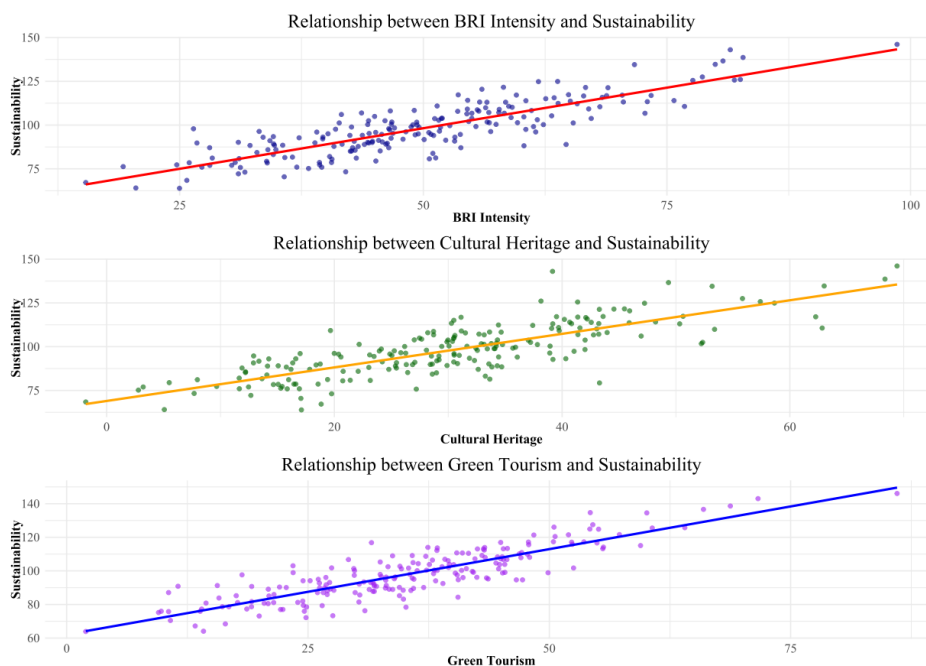 Relationship between BRI Intensity and Sustainability
150
125
100
75
Sustainability
25
50
75
100
BRI Intensity
Relationship between Cultural Heritage and Sustainability
150
125
100
75
Sustainability
0
20
40
60
Cultural Heritage
Relationship between Green Tourism and Sustainability
140
120
100
80
60
Sustainability
0
25
50
75
Green Tourism